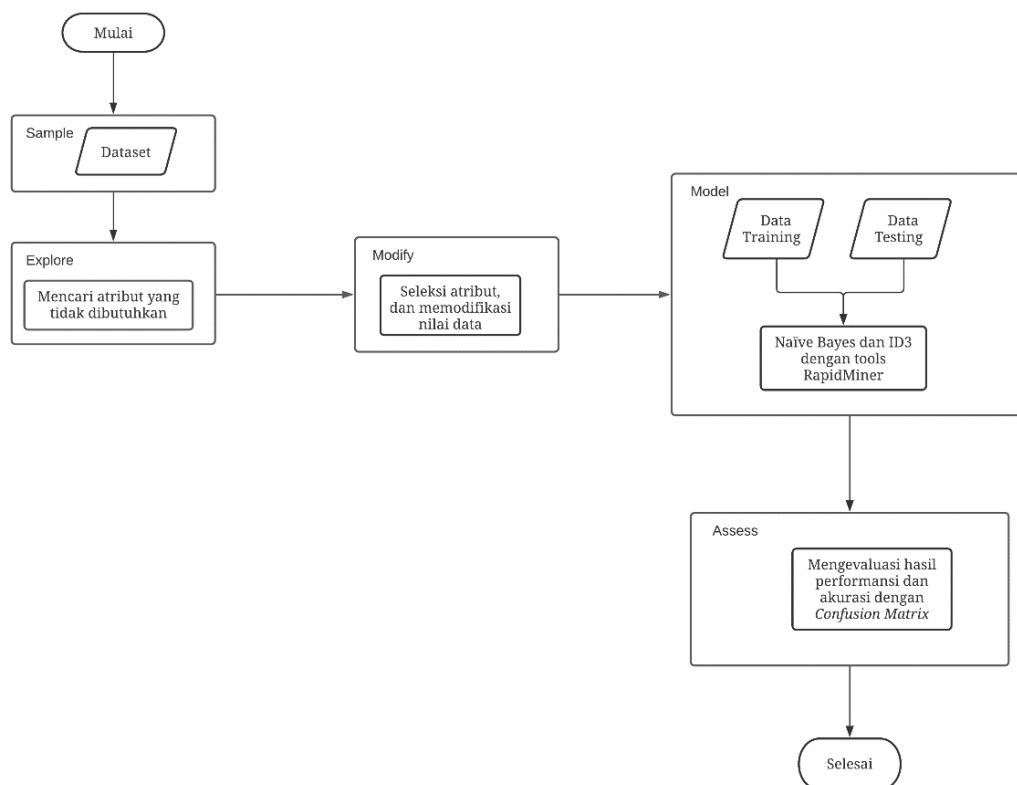 Mulai
Sample
Dataset
Explore
Mencari atribut yang
tidak dibutuhkan
Modify
Seleksi atribut,
dan memodifikasi
nilai data
Model
Data
Training
Data
Testing
Naïve Bayes dan ID3
dengan tools
RapidMiner
Assess
Mengevaluasi hasil
performansi dan
akurasi dengan
Confusion Matrix
Selesai